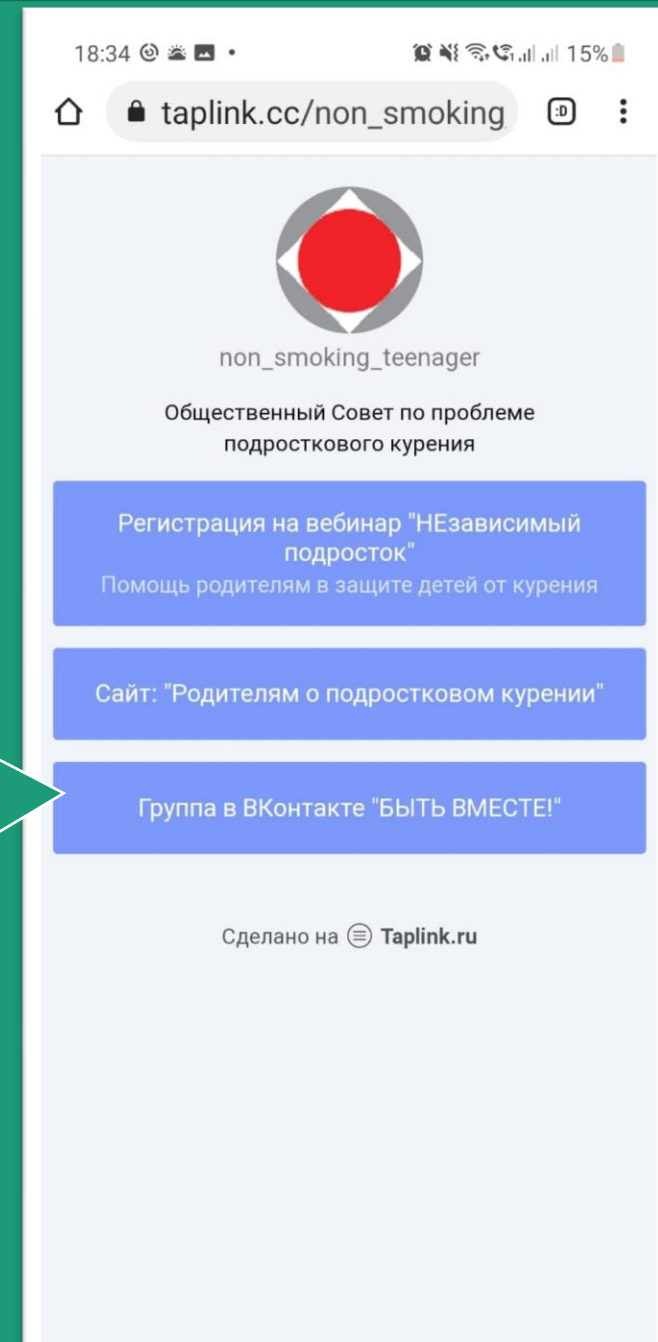 18:34
15%
taplink.cc/non_smoking
:D
non_smoking_teenager
Общественный Совет по проблеме
подросткового курения
Регистрация на вебинар "НЕзависимый
подросток"
Помощь родителям в защите детей от курения
Сайт: "Родителям о подростковом курении"
Группа в ВКонтакте "БЫТЬ ВМЕСТЕ!"
Сделано на Taplink.ru